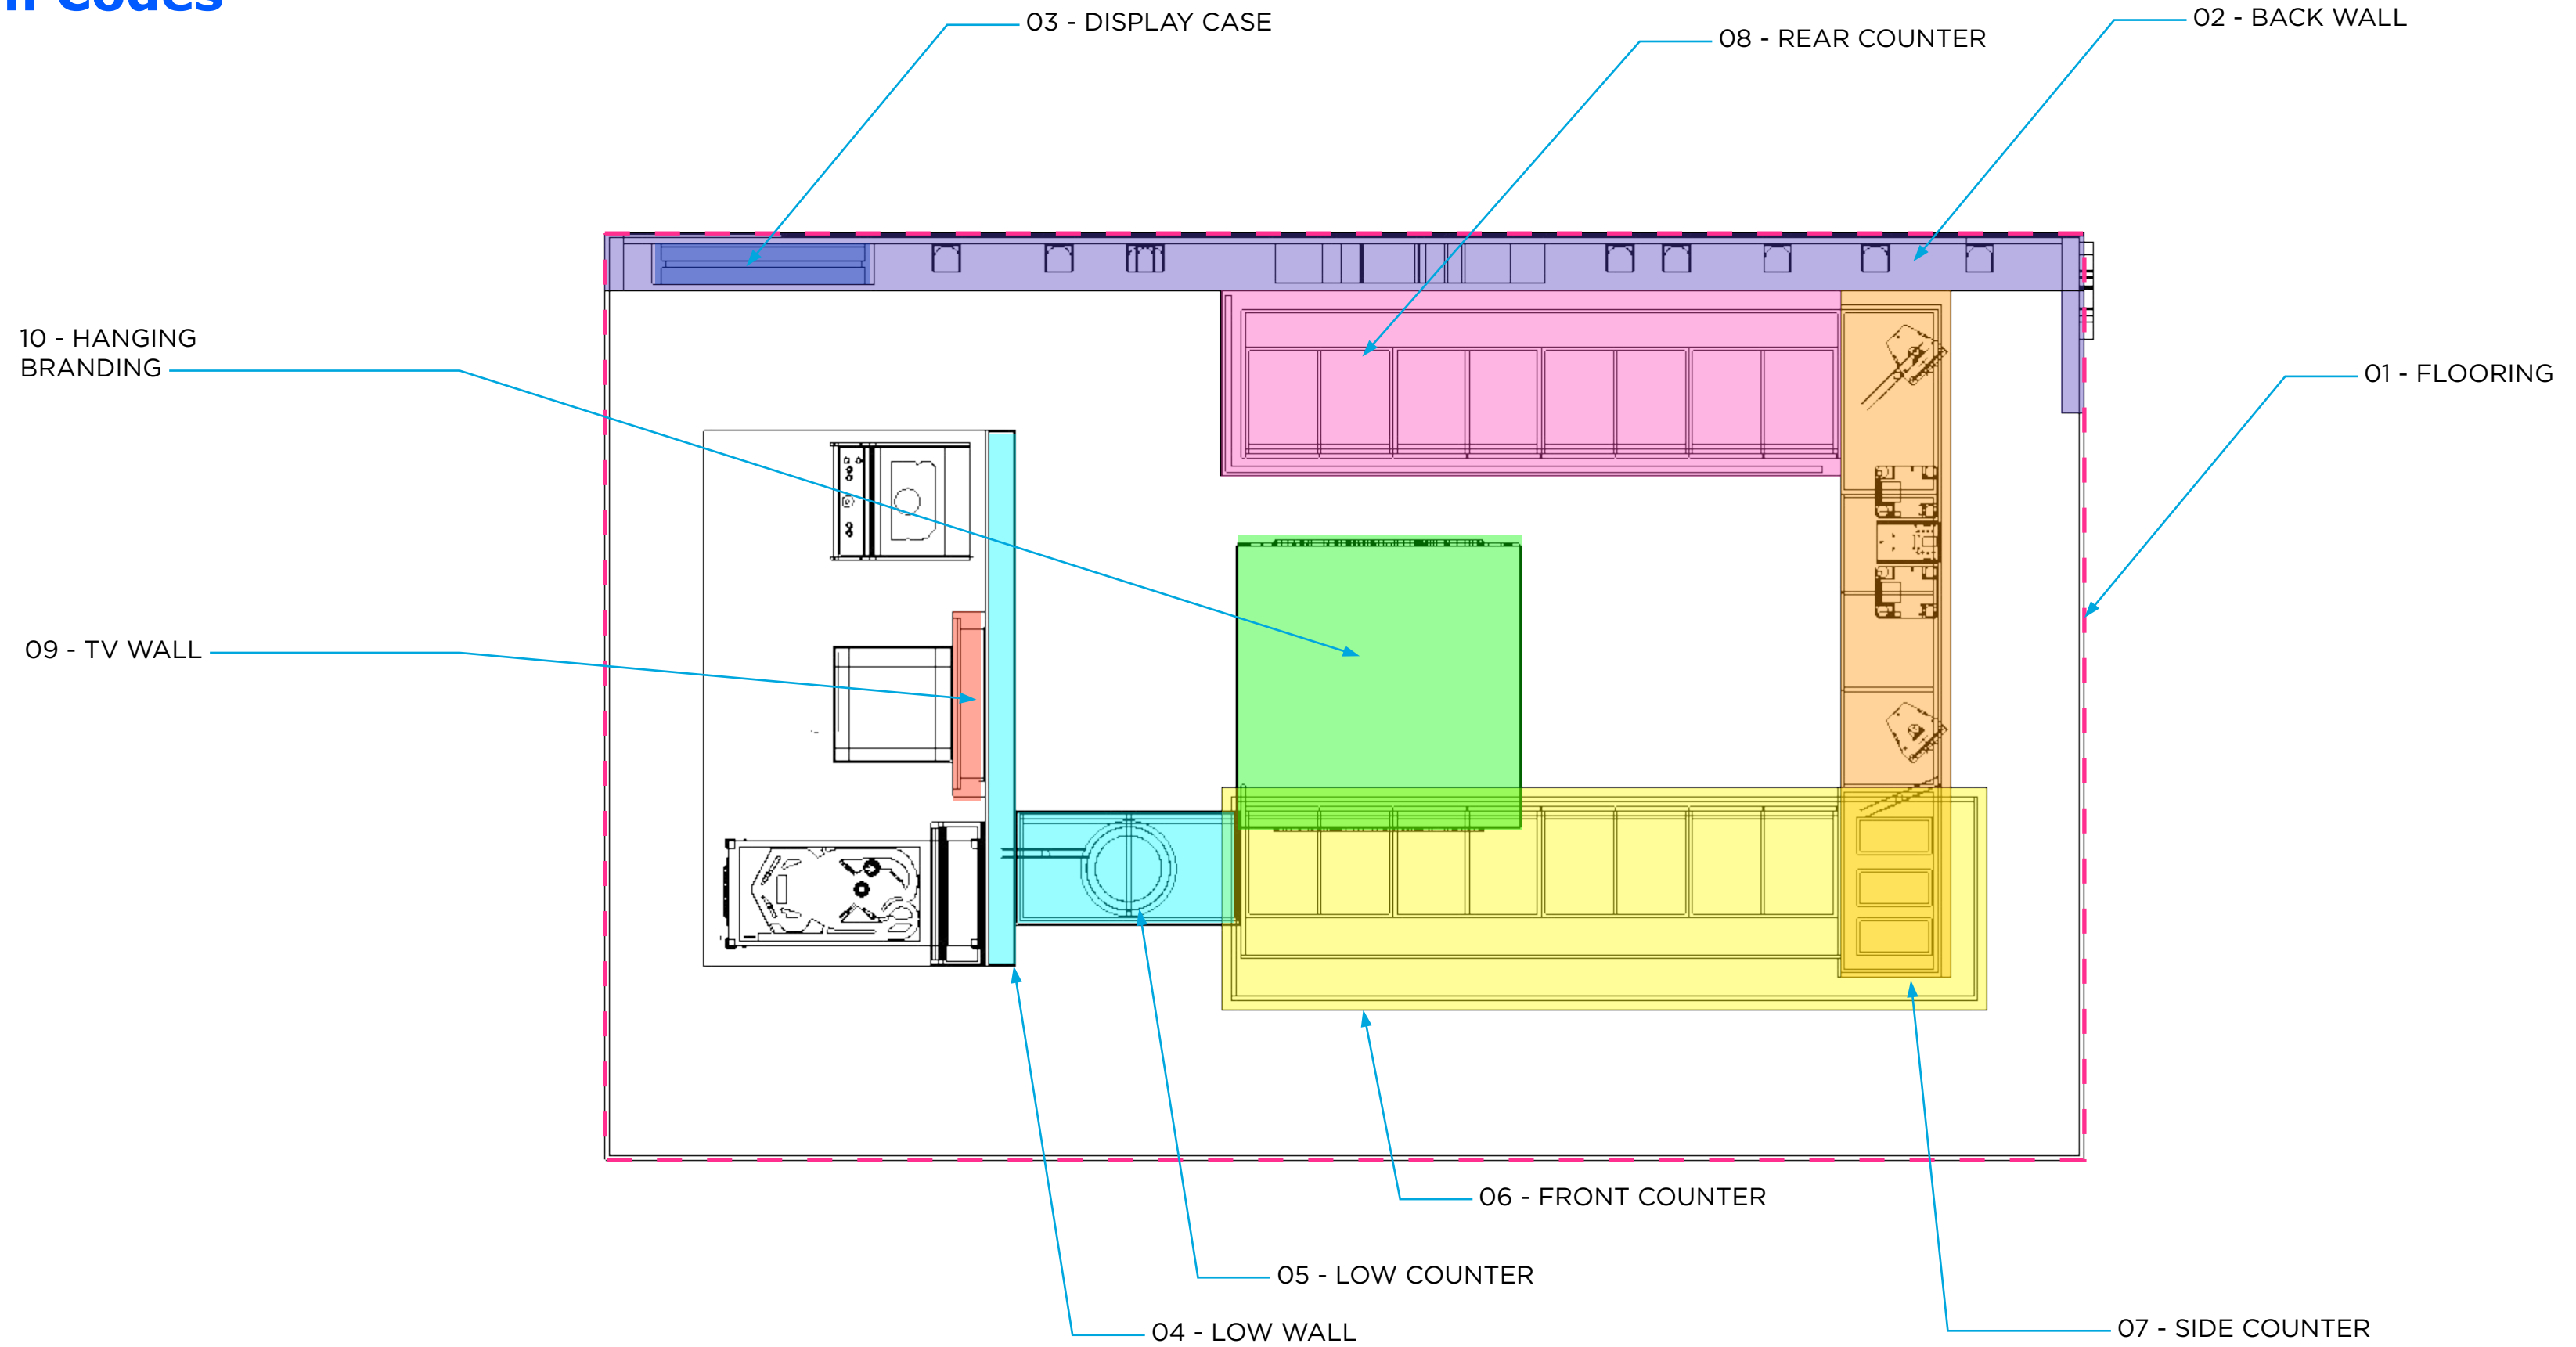 Codes
03 - DISPLAY CASE
02 - BACK WALL
08 - REAR COUNTER
10 - HANGING
BRANDING
01 - FLOORING
09 - TV WALL
06 - FRONT COUNTER
05 - LOW COUNTER
04 - LOW WALL
07 - SIDE COUNTER